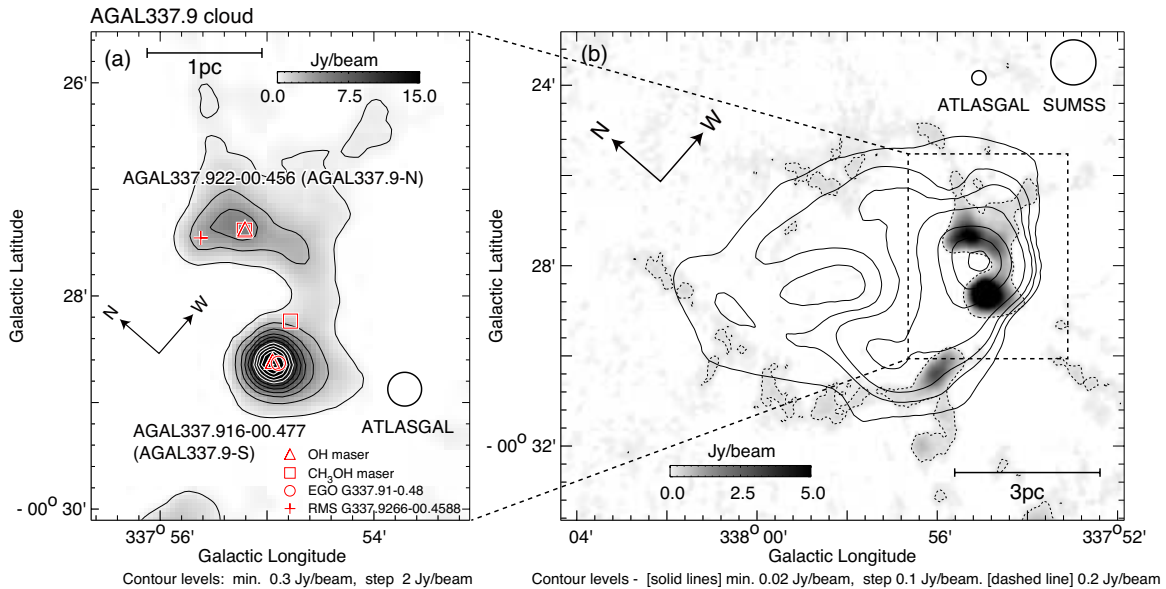 AGAL337.9 cloud
(a)
1pc
Jy/beam
0.0 7.5 15.0
26'
28'
- 00° 30'
Galactic Latitude
AGAL337.922-00.456 (AGAL337.9-N)
N
W
ATLASGAL
AGAL337.916-00.477
(AGAL337.9-S)
OH maser
CH3OH maser
EGO G337.91-0.48
RMS G337.9266-00.4588
337° 56'
54'
Galactic Longitude
Contour levels: min. 0.3 Jy/beam, step 2 Jy/beam
(b)
24'
28'
- 00° 32'
Galactic Latitude
N
W
ATLASGAL
SUMSS
Jy/beam
0.0 2.5 5.0
3pc
04'
338° 00'
56'
337° 52'
Galactic Longitude
Contour levels - [solid lines] min. 0.02 Jy/beam, step 0.1 Jy/beam. [dashed line] 0.2 Jy/beam